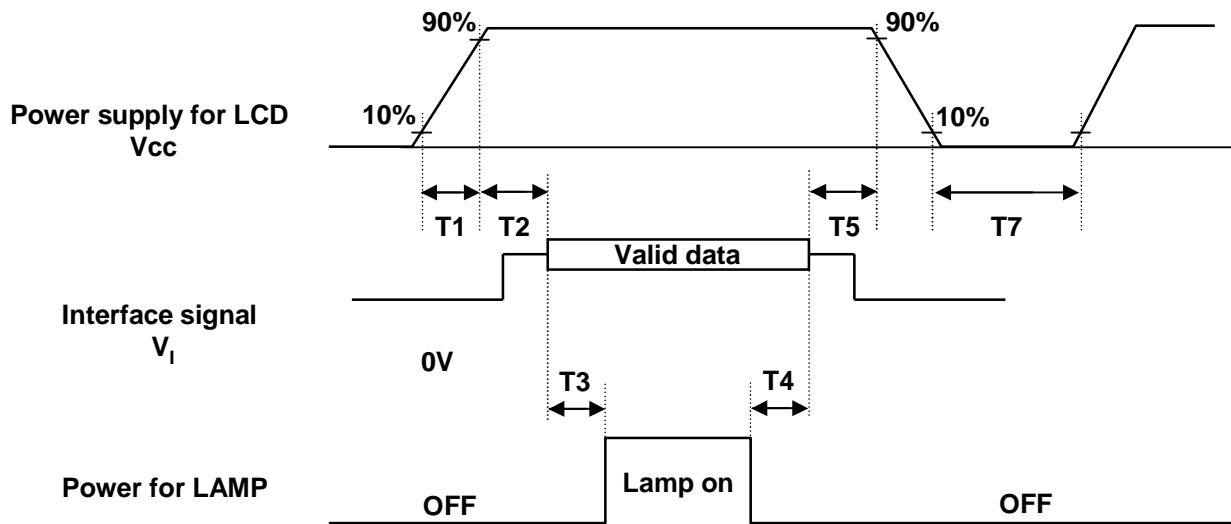 90%
90%
10%
10%
Power supply for LCD
Vcc
T1
T2
T5
T7
Valid data
Interface signal
VI
0V
T3
T4
Lamp on
Power for LAMP
OFF
OFF